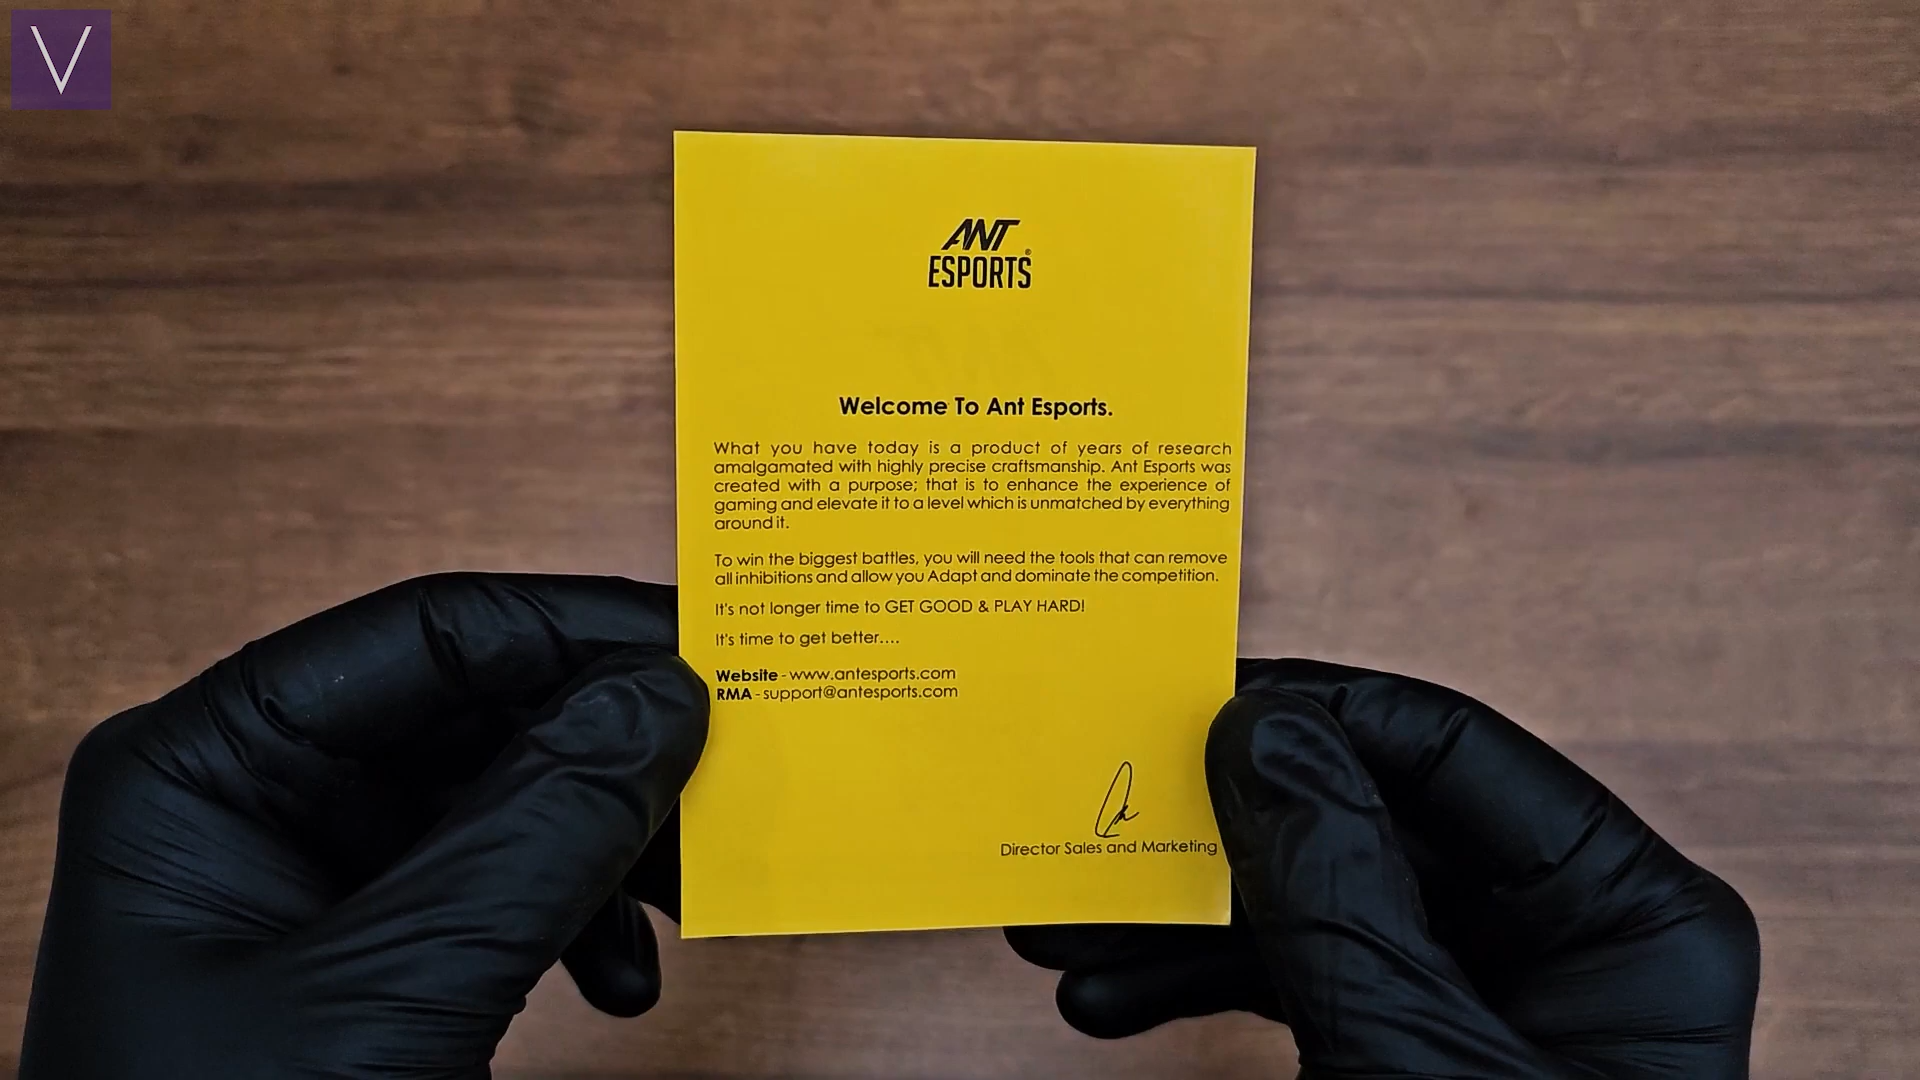 V
ANT
ESPORTS®
Welcome To Ant Esports.
What you have today is a product of years of research
amalgamated with highly precise craftsmanship. Ant Esports was
created with a purpose; that is to enhance the experience of
gaming and elevate it to a level which is unmatched by everything
around it.
To win the biggest battles, you will need the tools that can remove
all inhibitions and allow you Adapt and dominate the competition.
It's not longer time to GET GOOD & PLAY HARD!
It's time to get better....
Website - www.antesports.com
RMA - support@antesports.com
Director Sales and Marketing